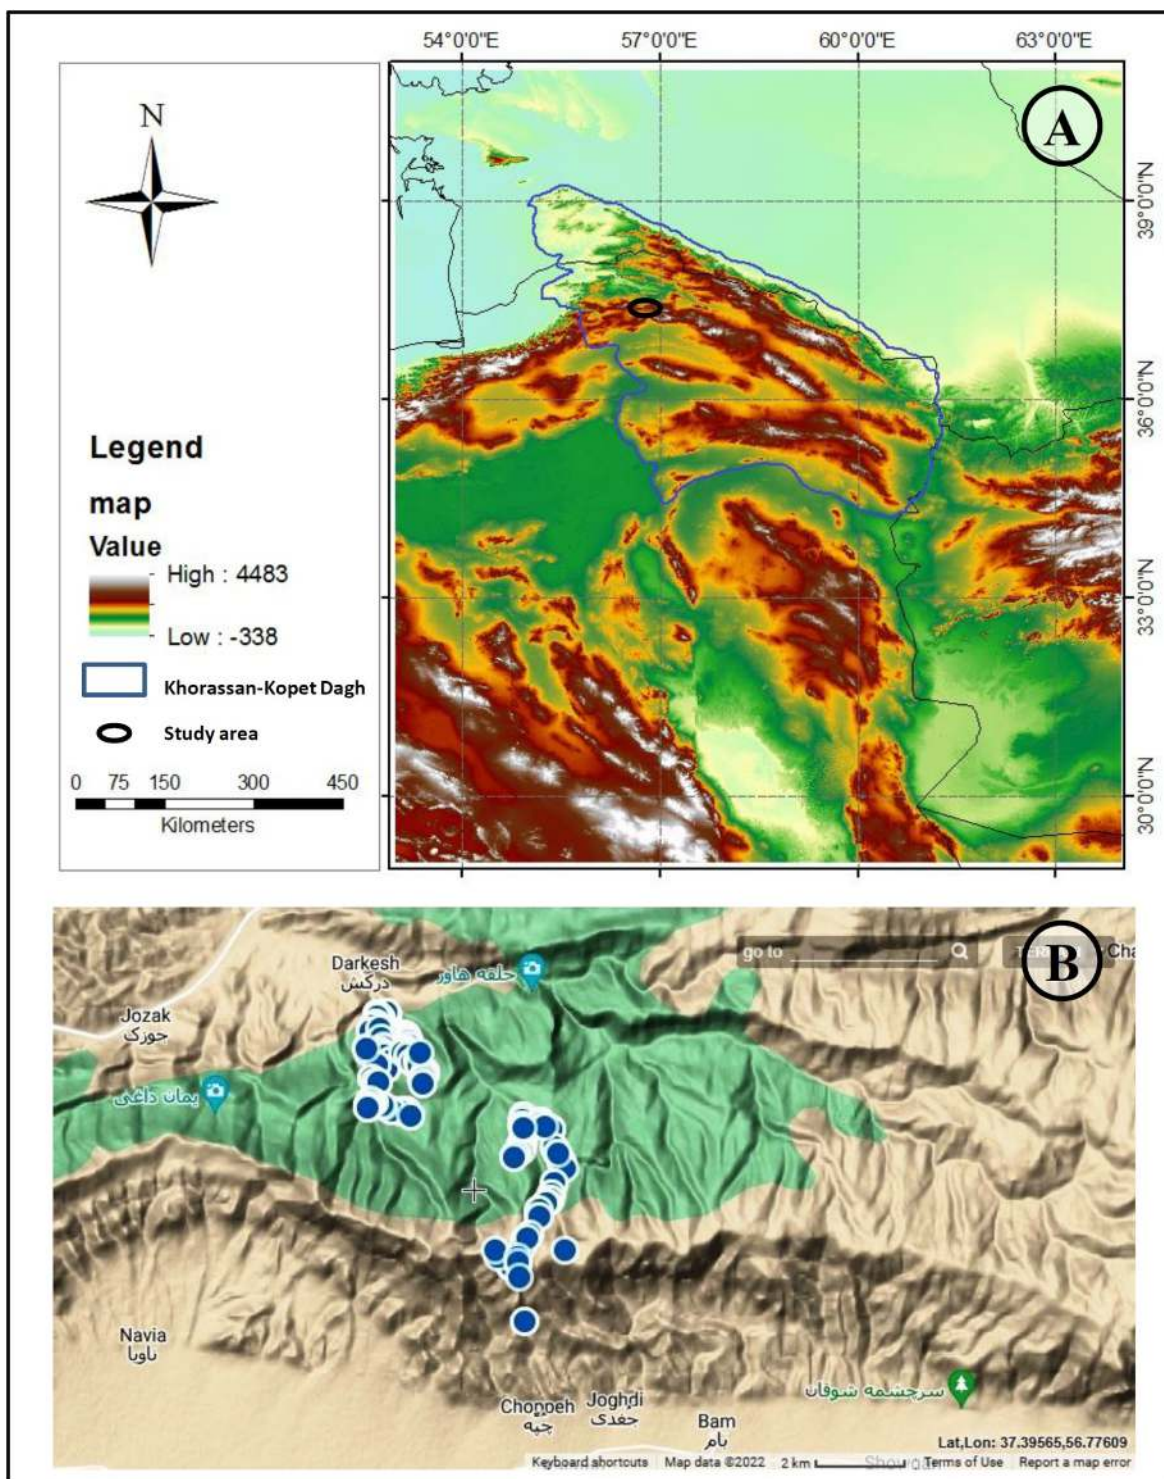 54°0'0"E
57°0'0"E
60°0'0"E
63°0'0"E
N
A
39°0'0"N
36°0'0"N
33°0'0"N
30°0'0"N
Legend
map
Value
High : 4483
Low : -338
Khorassan-Kopet Dagh
Study area
0 75 150 300 450
Kilometers
go to
B
Cha
Darkesh
درکش
حلقه هاور
Jozak
جوزک
یمان داغی
Navia
ناویا
سرچشمه شوقان
Choppeh
چپه
Joghdi
جغدی
Bam
بام
Lat,Lon: 37.39565,56.77609
Keyboard shortcuts
Map data ©2022
2 km
Terms of Use
Report a map error